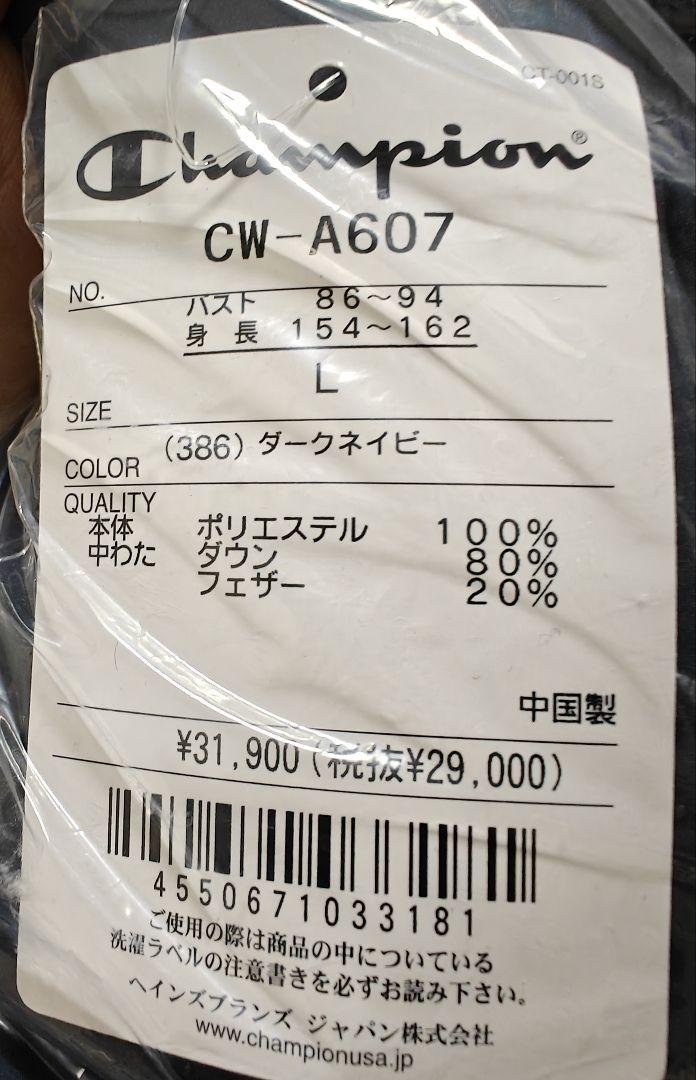 CT-001S
Champion®
CW-A607
NO.
バスト 86～94
身長 154～162
L
SIZE
(386) ダークネイビー
COLOR
QUALITY
本体 ポリエステル 100%
中わた ダウン 80%
フェザー 20%
中国製
¥31,900(税抜¥29,000)
4550671033181
ご使用の際は商品の中についている
洗濯ラベルの注意書きを必ずお読み下さい。
ヘインズブランズ ジャパン株式会社
www.championusa.jp